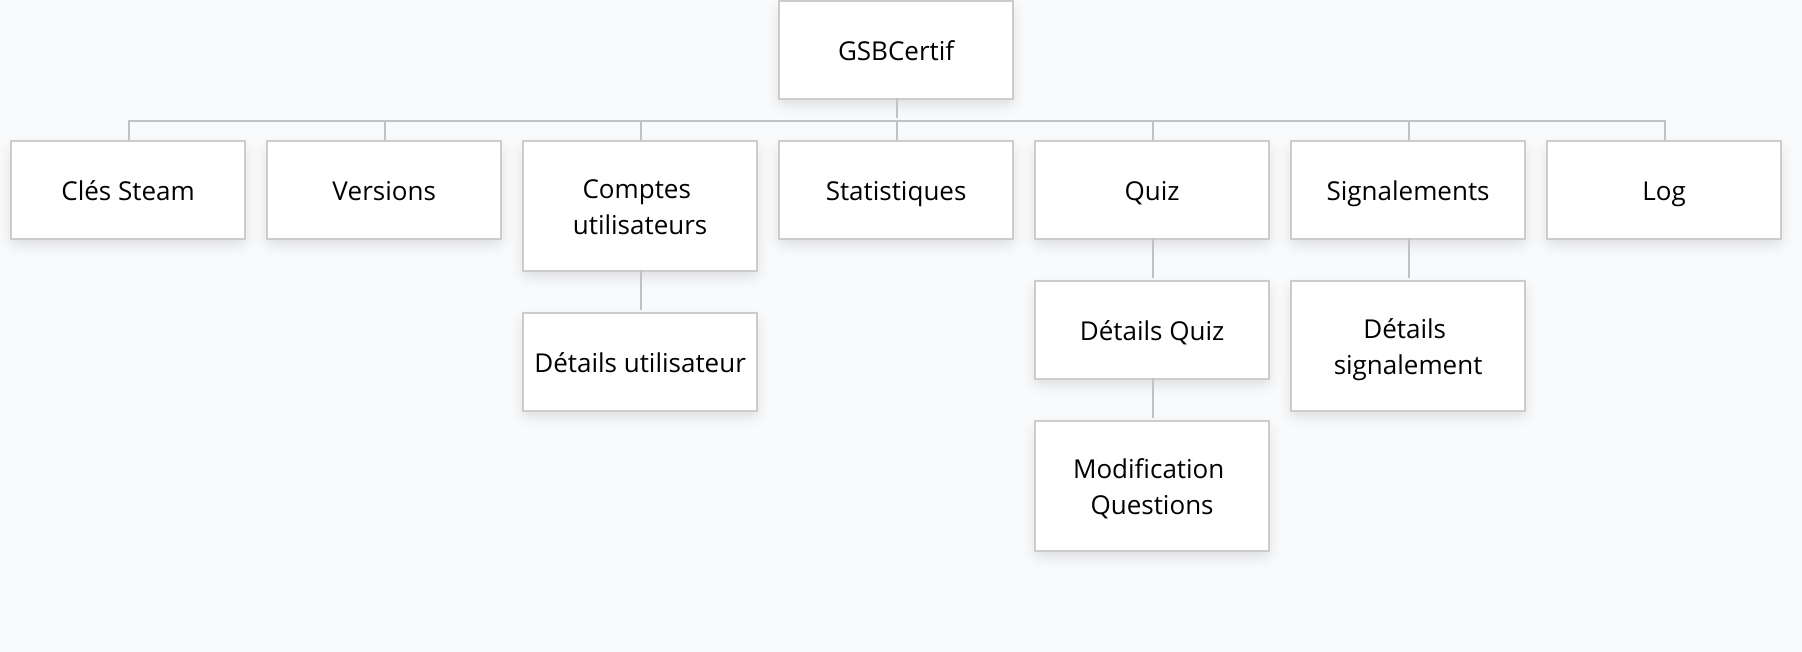 GSBCertif
Clés Steam
Versions
Comptes
utilisateurs
Statistiques
Quiz
Signalements
Log
Détails utilisateur
Détails Quiz
Détails
signalement
Modification
Questions